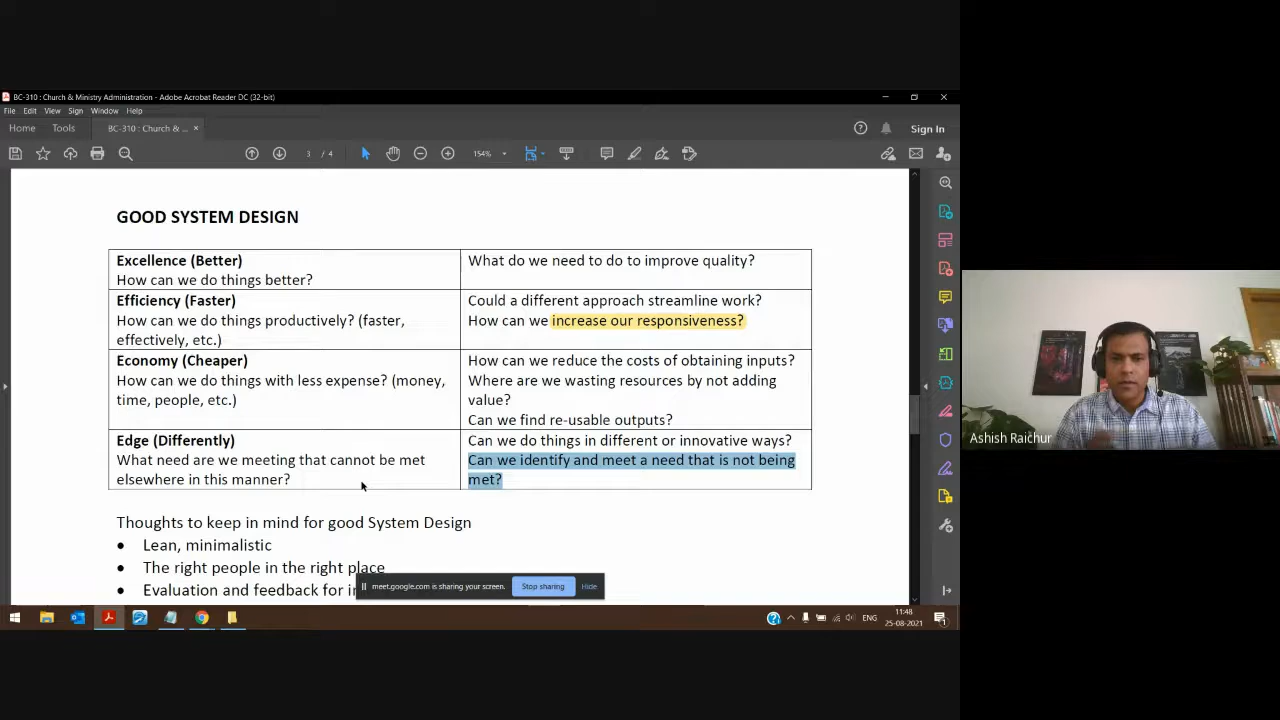 BC-310 : Church & Ministry Administration - Adobe Acrobat Reader DC (32-bit)
File Edit View Sign Window Help
Home Tools BC-310 : Church & ... × Sign In
3 / 4 154%
GOOD SYSTEM DESIGN
Excellence (Better)
How can we do things better?
What do we need to do to improve quality?
Efficiency (Faster)
How can we do things productively? (faster,
effectively, etc.)
Could a different approach streamline work?
How can we increase our responsiveness?
Economy (Cheaper)
How can we do things with less expense? (money,
time, people, etc.)
How can we reduce the costs of obtaining inputs?
Where are we wasting resources by not adding
value?
Can we find re-usable outputs?
Edge (Differently)
What need are we meeting that cannot be met
elsewhere in this manner?
Can we do things in different or innovative ways?
Can we identify and meet a need that is not being
met?
Thoughts to keep in mind for good System Design
• Lean, minimalistic
• The right people in the right place
• Evaluation and feedback for
meet.google.com is sharing your screen. Stop sharing Hide
ENG
11:48
25-08-2021
Ashish Raichur